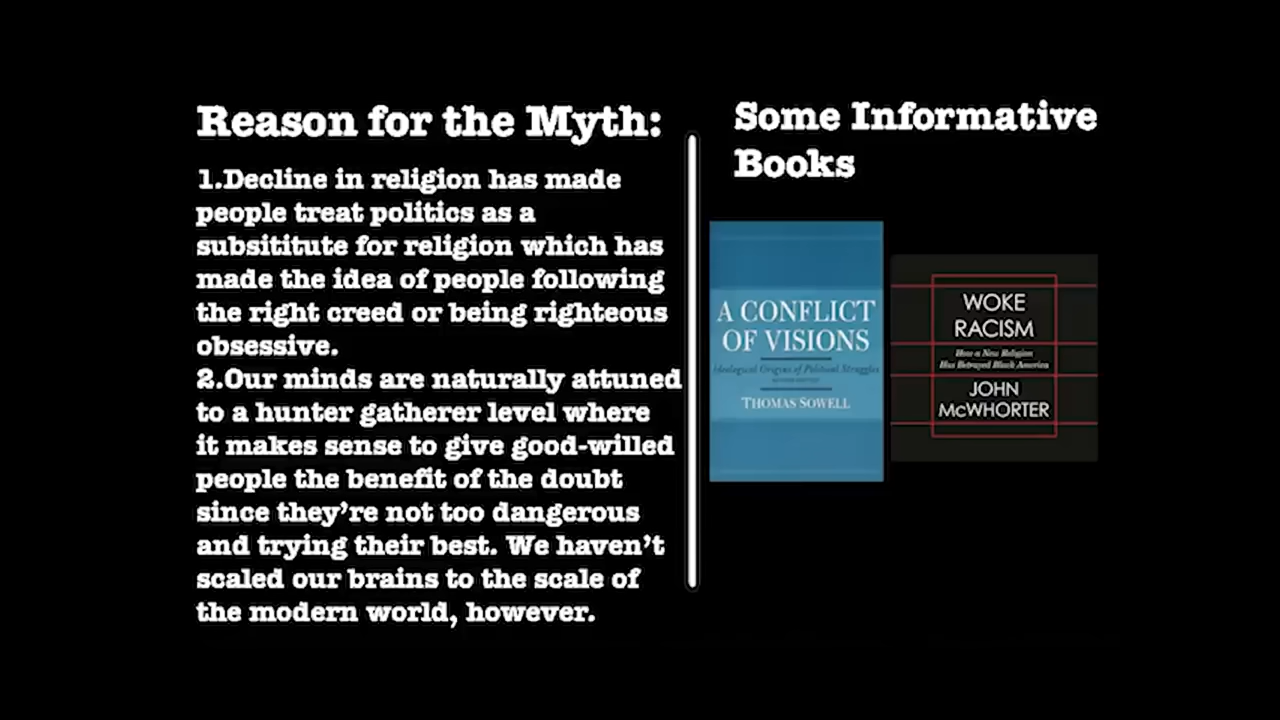 Reason for the Myth:
1.Decline in religion has made
people treat politics as a
subsititute for religion which has
made the idea of people following
the right creed or being righteous
obsessive.
2.Our minds are naturally attuned
to a hunter gatherer level where
it makes sense to give good-willed
people the benefit of the doubt
since they're not too dangerous
and trying their best. We haven't
scaled our brains to the scale of
the modern world, however.
Some Informative
Books
A CONFLICT
OF VISIONS
Ideological Origins of Political Struggles
THOMAS SOWELL
WOKE
RACISM
How a New Religion
Has Betrayed Black America
JOHN
McWHORTER